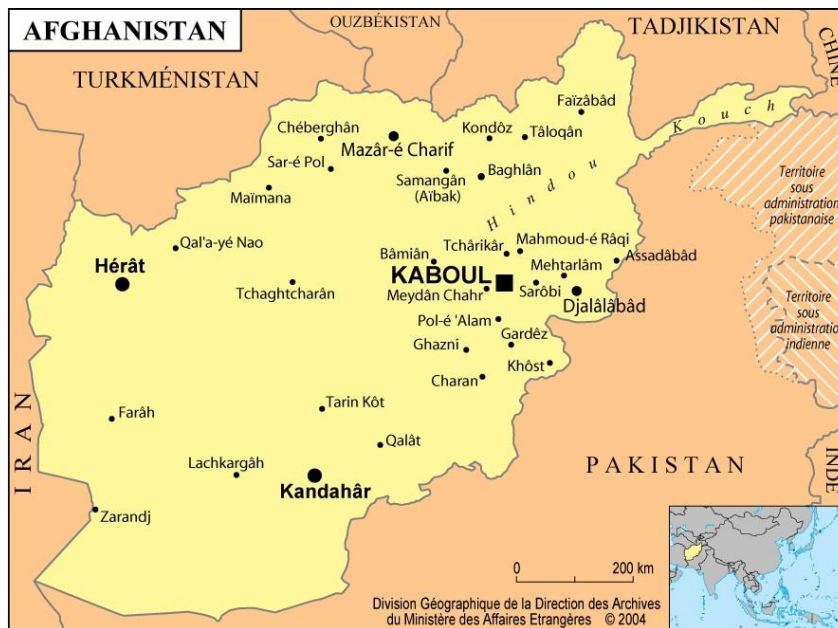 AFGHANISTAN
OUZBÉKISTAN
TADJIKISTAN
CHINE
TURKMÉNISTAN
Faïzâbâd
Hindou Kouch
Chéberghân
Mazâr-é Charif
Kondôz
Tâloqân
Sar-é Pol
Samangân
(Aïbak)
Baghlân
Maïmana
Territoire
sous
administration
pakistanaise
Qal'a-yé Nao
Tchârikâr
Mahmoud-é Râqi
Bâmiân
Assadâbâd
Hérât
KABOUL
Mehtarlâm
Tchaghtcharân
Meydân Chahr
Sarôbi
Djalâlâbâd
Territoire
sous
administration
indienne
Pol-é 'Alam
Gardêz
Ghazni
Khôst
Charan
Tarin Kôt
Farâh
Qalât
IRAN
Lachkargâh
PAKISTAN
INDE
Kandahâr
Zarandj
0 200 km
Division Géographique de la Direction des Archives
du Ministère des Affaires Etrangères © 2004